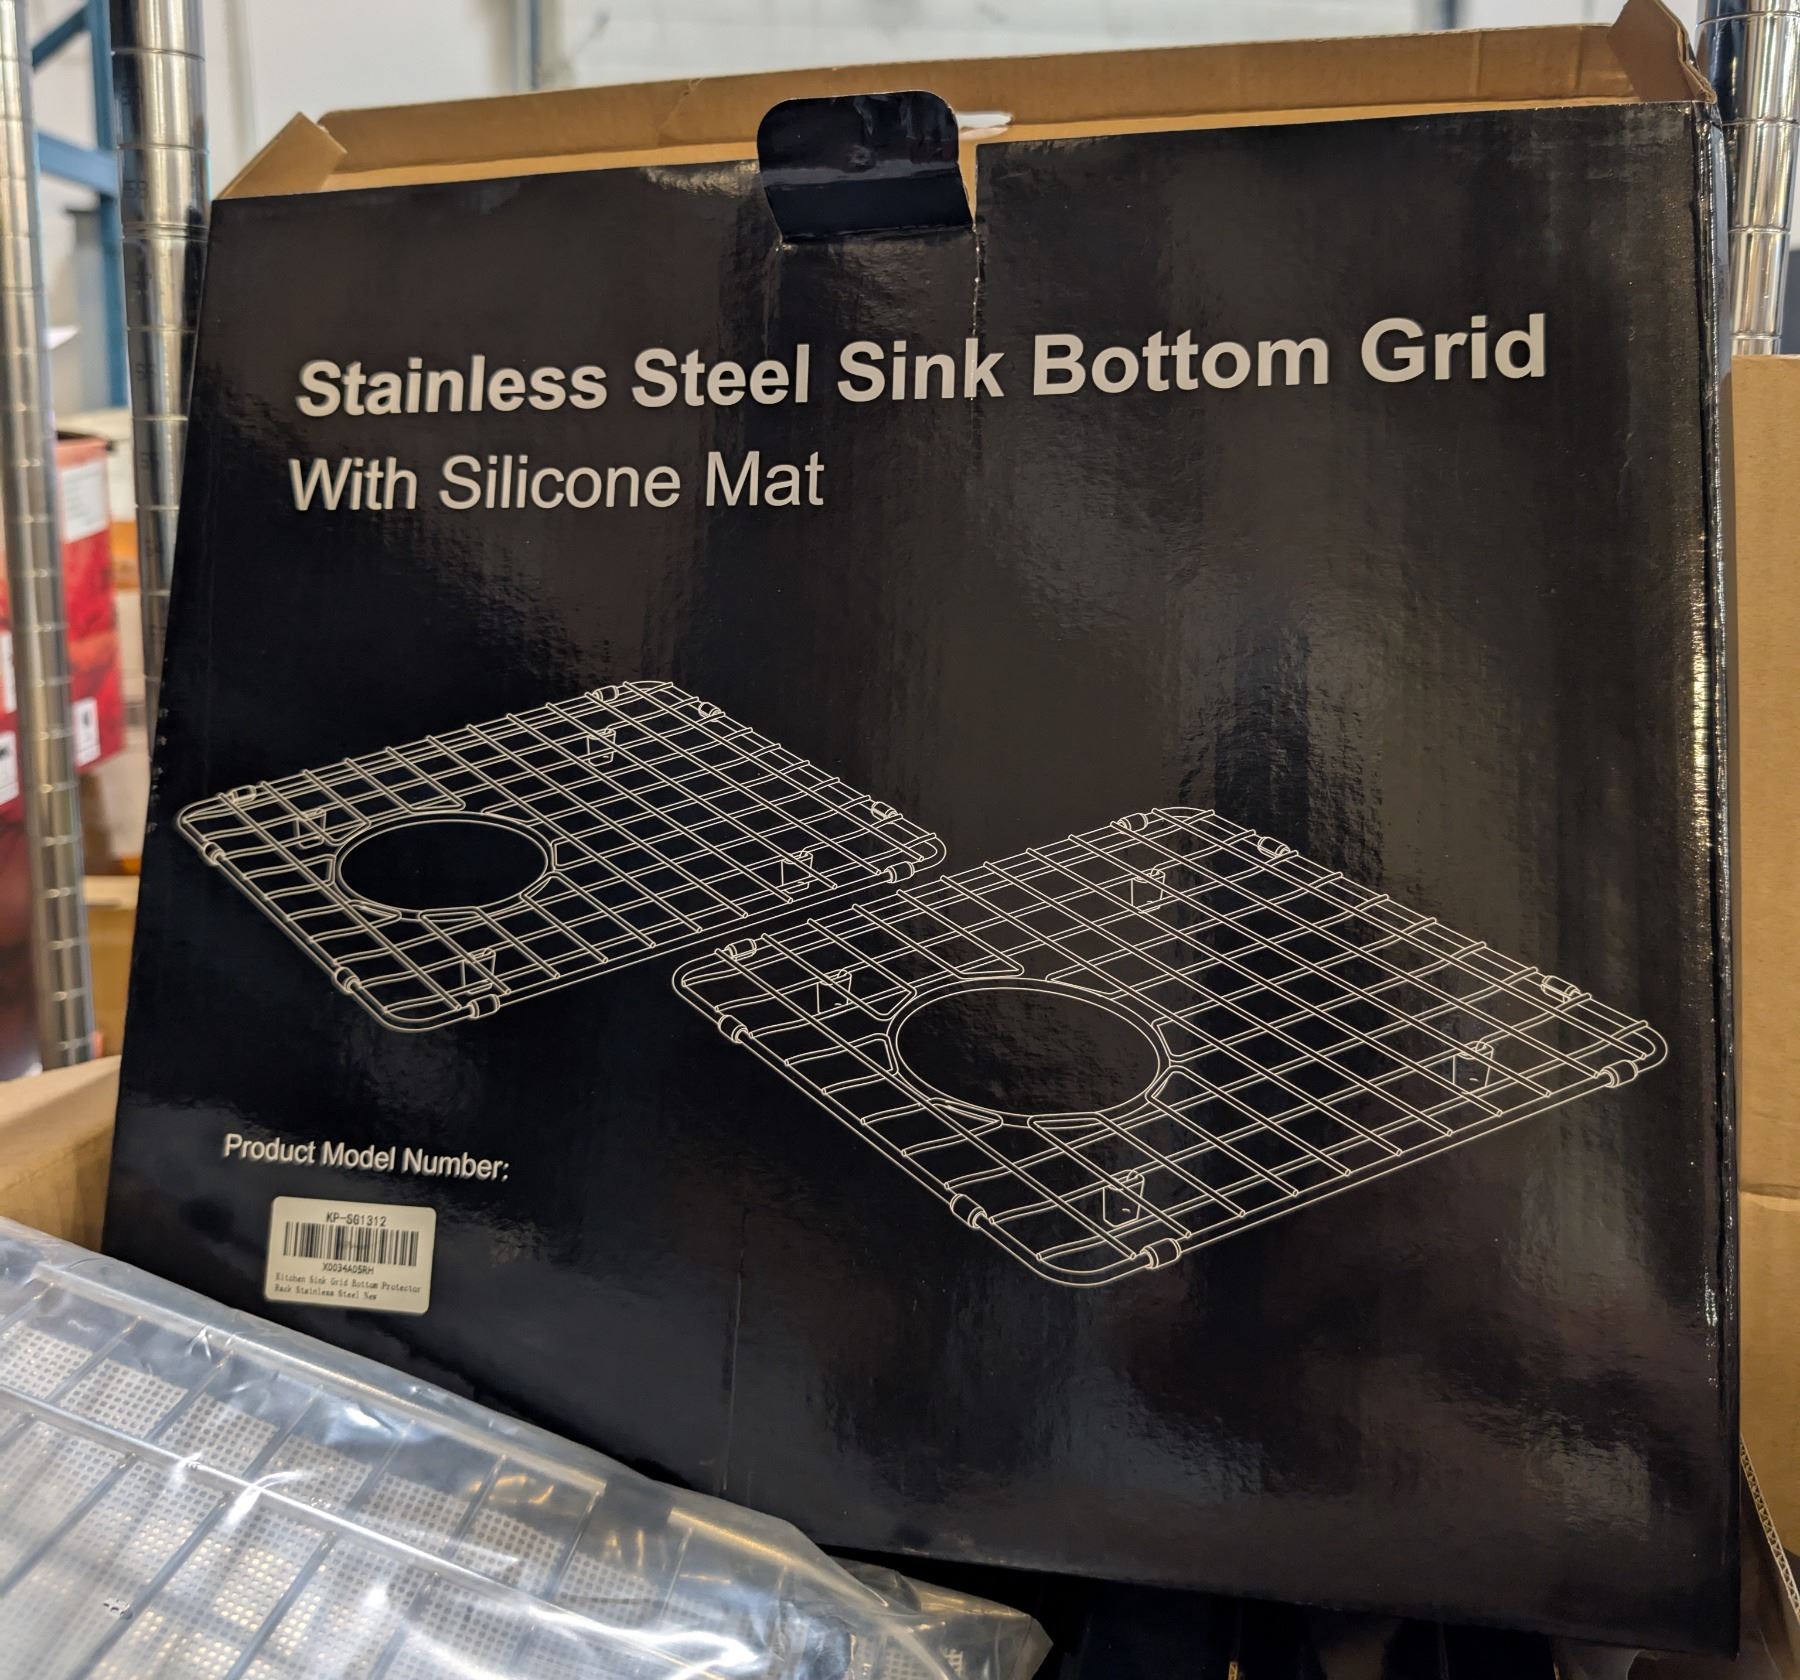 Stainless Steel Sink Bottom Grid
With Silicone Mat
Product Model Number:
KP-SG1312
X0034A05RH
Kitchen Sink Grid Bottom Protector
Rack Stainless Steel New